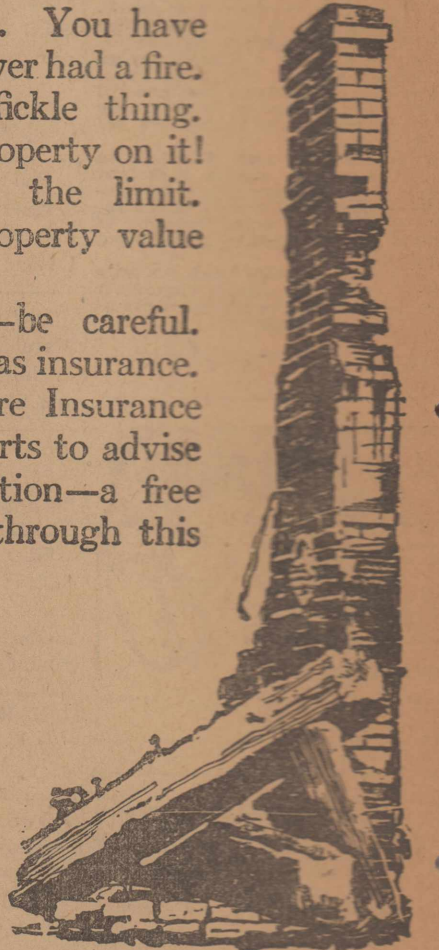 . You have
ver had a fire.
fickle thing.
operty on it!
the limit.
operty value
—be careful.
as insurance.
re Insurance
rts to advise
tion—a free
through this